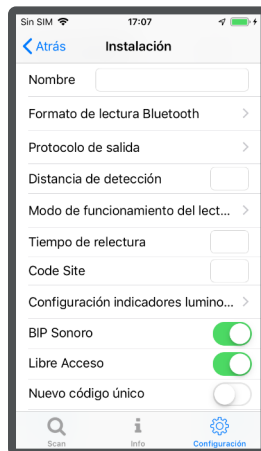 Sin SIM 17:07
Atrás Instalación
Nombre
Formato de lectura Bluetooth
Protocolo de salida
Distancia de detección
Modo de funcionamiento del lect...
Tiempo de relectura
Code Site
Configuración indicadores lumino...
BIP Sonoro
Libre Acceso
Nuevo código único
Scan Info Configuración